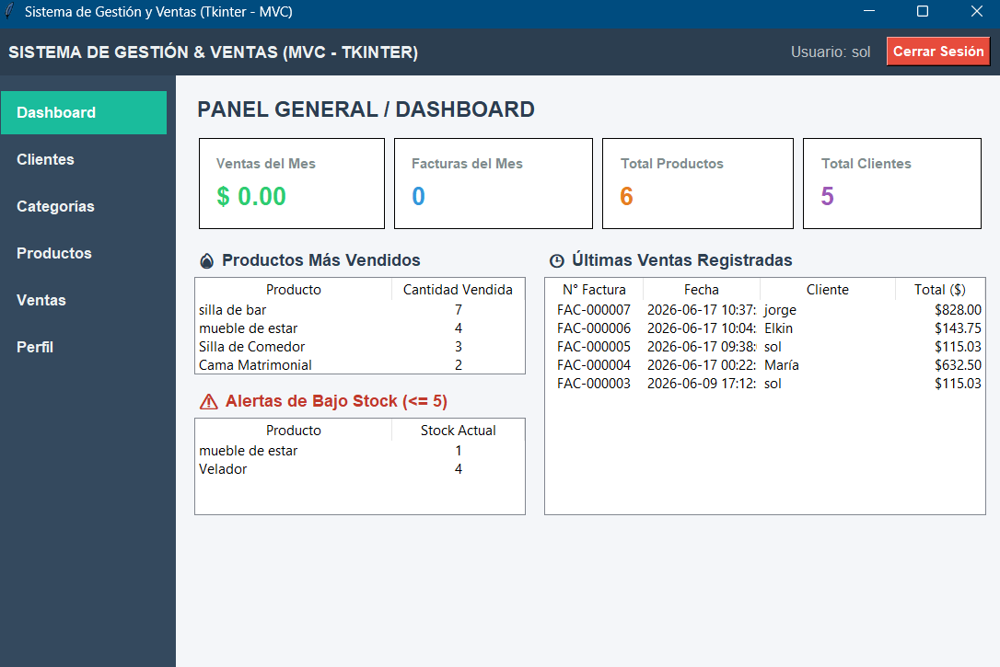 Sistema de Gestión y Ventas (Tkinter - MVC)
SISTEMA DE GESTIÓN & VENTAS (MVC - TKINTER)
Usuario: sol
Cerrar Sesión
Dashboard
Clientes
Categorías
Productos
Ventas
Perfil
PANEL GENERAL / DASHBOARD
Ventas del Mes
$ 0.00
Facturas del Mes
0
Total Productos
6
Total Clientes
5
Productos Más Vendidos
Producto Cantidad Vendida
silla de bar 7
mueble de estar 4
Silla de Comedor 3
Cama Matrimonial 2
Alertas de Bajo Stock (<= 5)
Producto Stock Actual
mueble de estar 1
Velador 4
Últimas Ventas Registradas
N° Factura Fecha Cliente Total ($)
FAC-000007 2026-06-17 10:37: jorge $828.00
FAC-000006 2026-06-17 10:04: Elkin $143.75
FAC-000005 2026-06-17 09:38: sol $115.03
FAC-000004 2026-06-17 00:22: María $632.50
FAC-000003 2026-06-09 17:12: sol $115.03